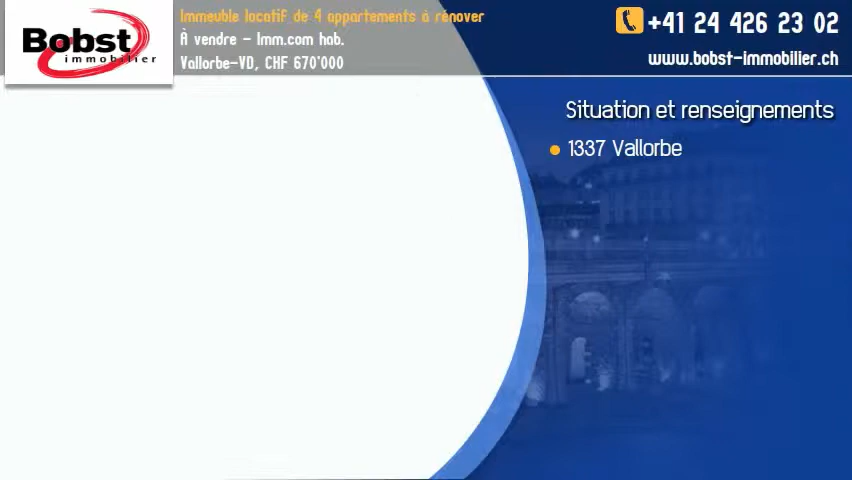 Bobst
immobilier
Immeuble locatif de 4 appartements à rénover
À vendre - Imm.com hab.
Vallorbe-VD, CHF 670'000
+41 24 426 23 02
www.bobst-immobilier.ch
Situation et renseignements
1337 Vallorbe